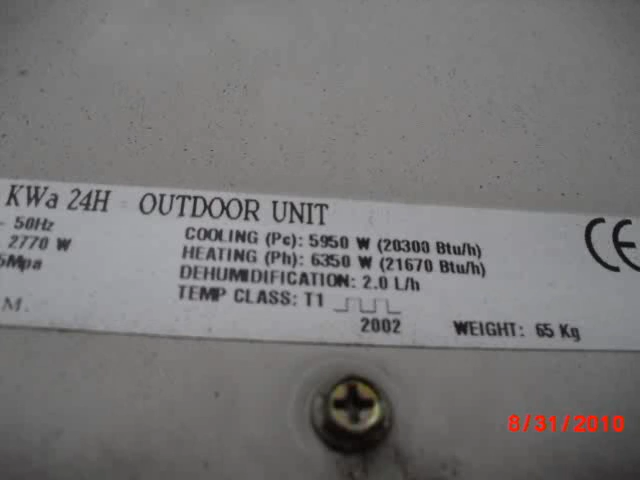 KWa 24H OUTDOOR UNIT
- 50Hz COOLING (Pc): 5950 W (20300 Btu/h)
2770 W HEATING (Ph): 6350 W (21670 Btu/h)
5Mpa DEHUMIDIFICATION: 2.0 L/h
M. TEMP CLASS: T1
2002 WEIGHT: 65 Kg
CE
8/31/2010